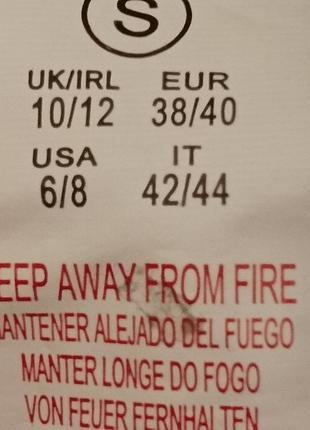 S
UK/IRL EUR
10/12 38/40
USA IT
6/8 42/44
EEP AWAY FROM FIRE
MANTENER ALEJADO DEL FUEGO
MANTER LONGE DO FOGO
VON FEUER FERNHALTEN